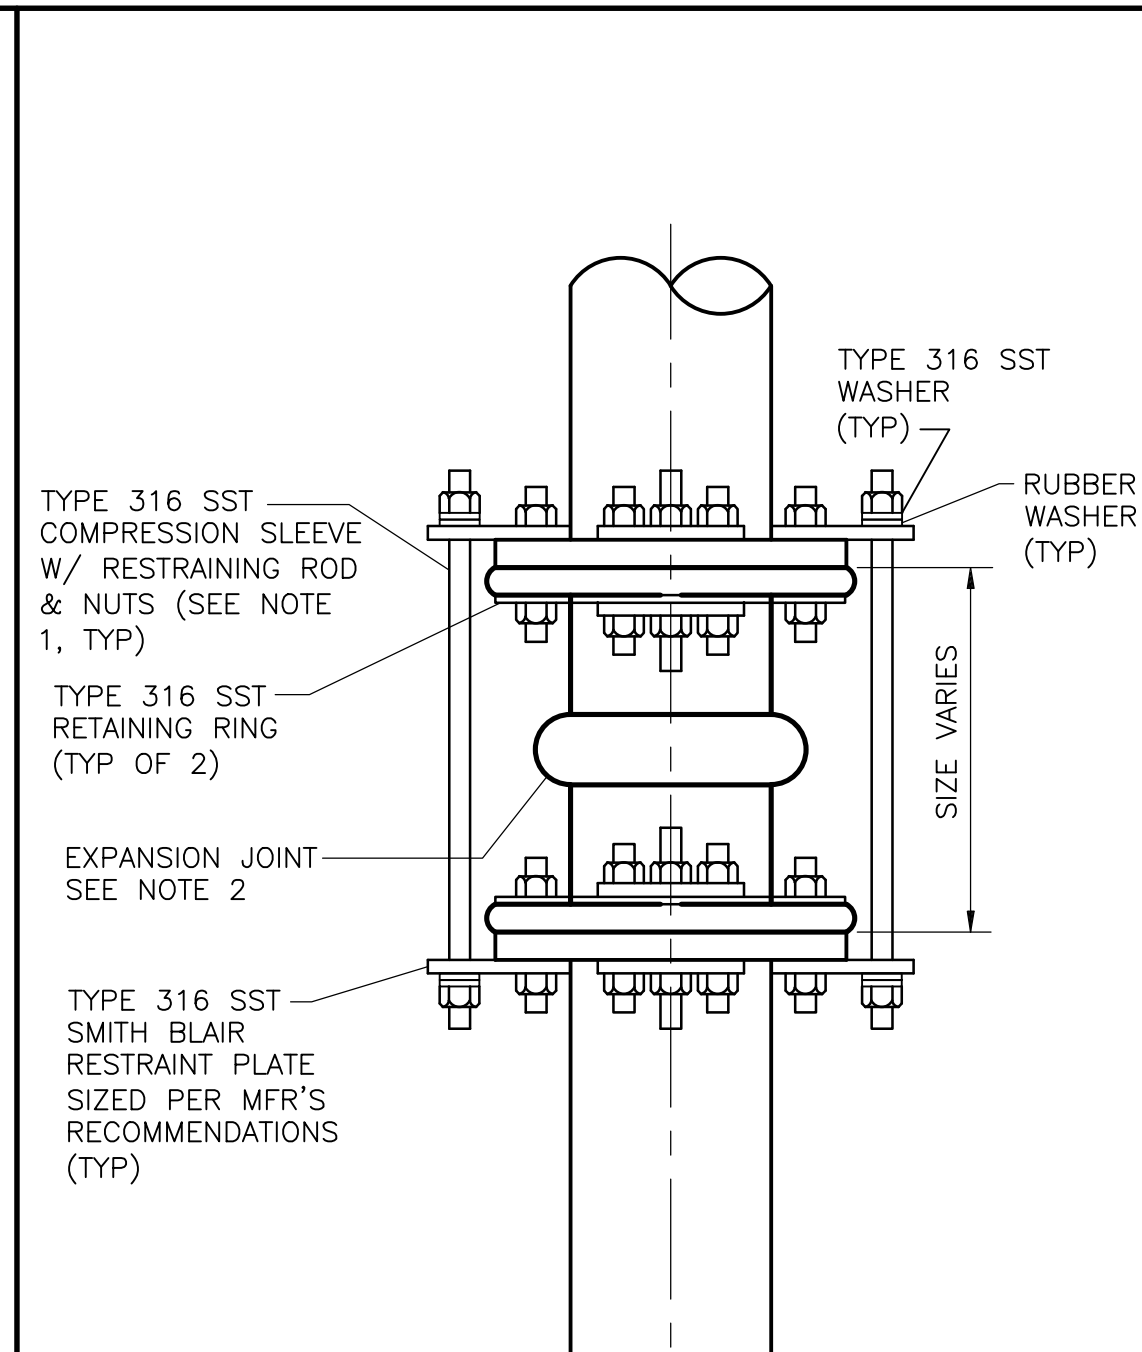 TYPE 316 SST
WASHER
(TYP)
RUBBER
WASHER
(TYP)
TYPE 316 SST
COMPRESSION SLEEVE
W/ RESTRAINING ROD
& NUTS (SEE NOTE
1, TYP)
TYPE 316 SST
RETAINING RING
(TYP OF 2)
SIZE VARIES
EXPANSION JOINT
SEE NOTE 2
TYPE 316 SST
SMITH BLAIR
RESTRAINT PLATE
SIZED PER MFR'S
RECOMMENDATIONS
(TYP)